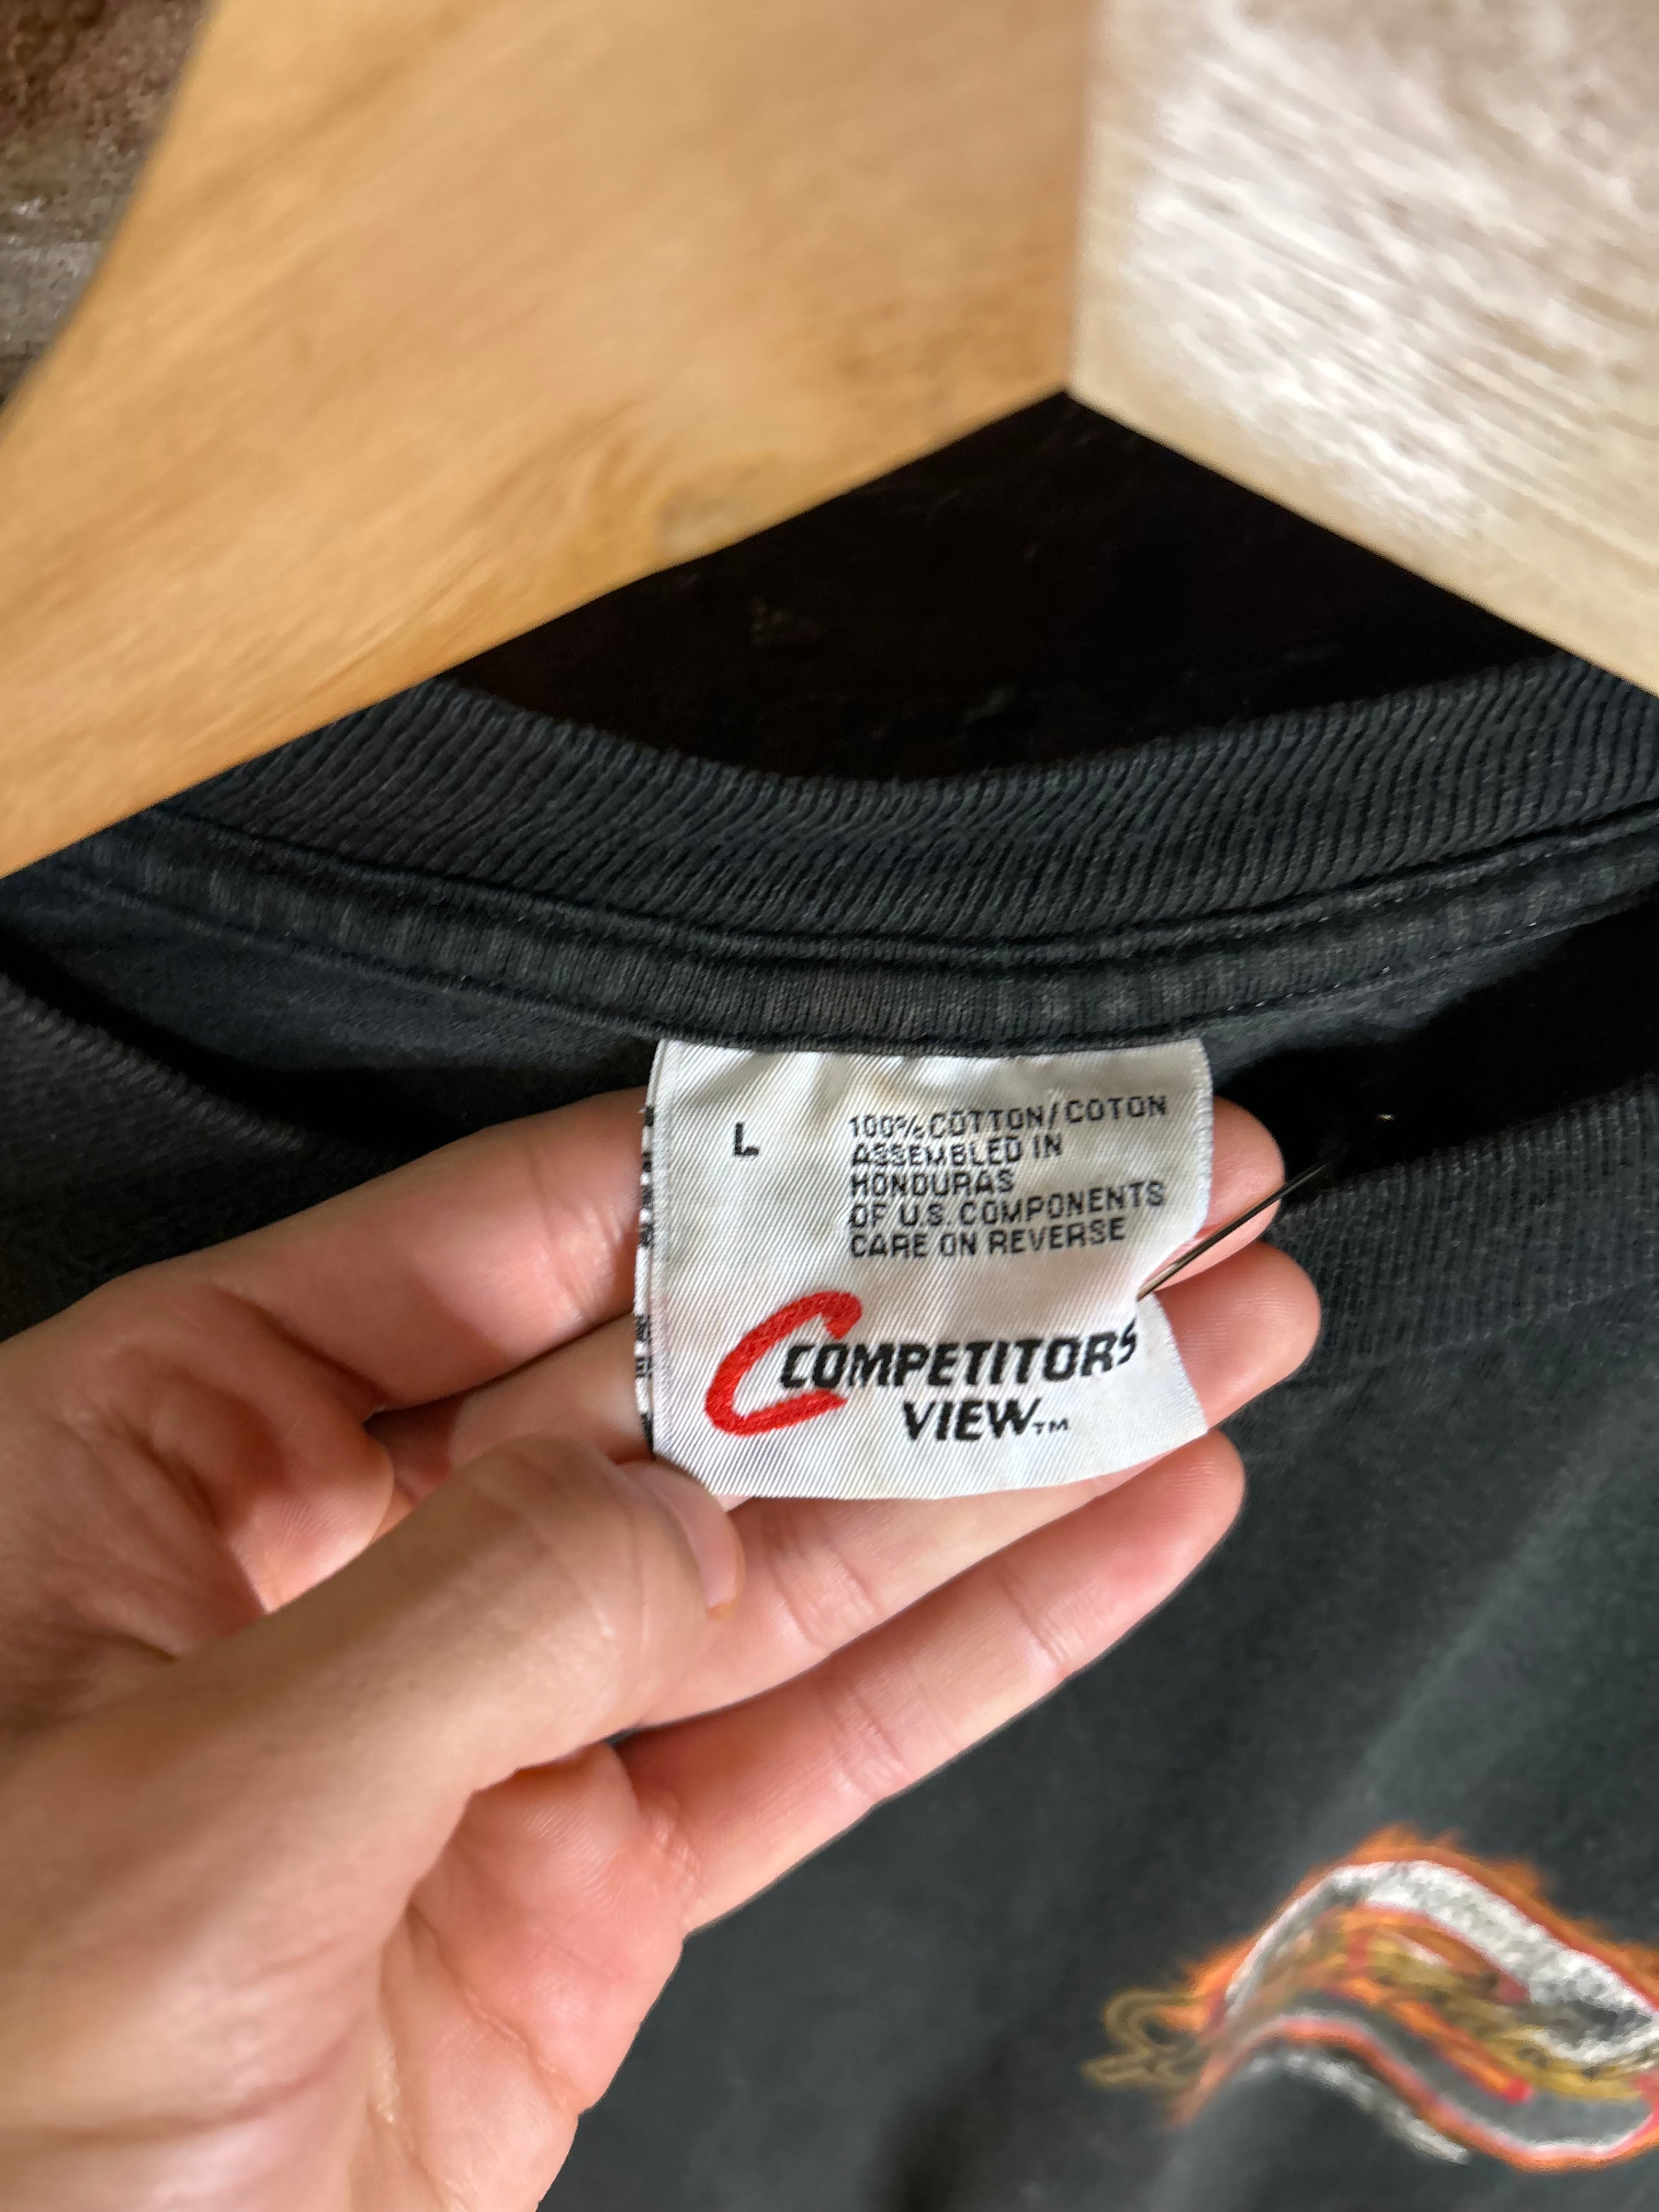 L
100% COTTON/COTON
ASSEMBLED IN
HONDURAS
OF U.S. COMPONENTS
CARE ON REVERSE
COMPETITORS
VIEW™